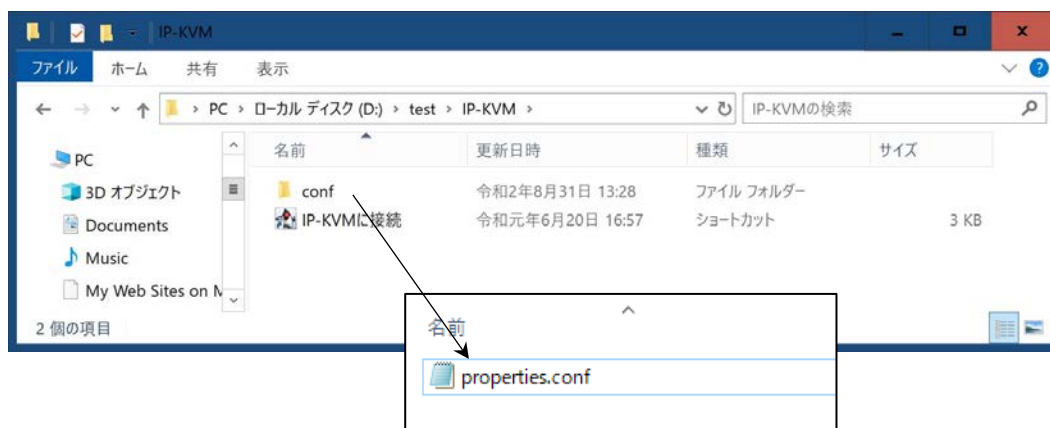 IP-KVM
ファイル ホーム 共有 表示
PC › ローカル ディスク (D:) › test › IP-KVM ›
IP-KVMの検索
名前 更新日時 種類 サイズ
PC
3D オブジェクト
Documents
Music
My Web Sites on M
conf 令和2年8月31日 13:28 ファイル フォルダー
IP-KVMに接続 令和元年6月20日 16:57 ショートカット 3 KB
2 個の項目
名前
properties.conf